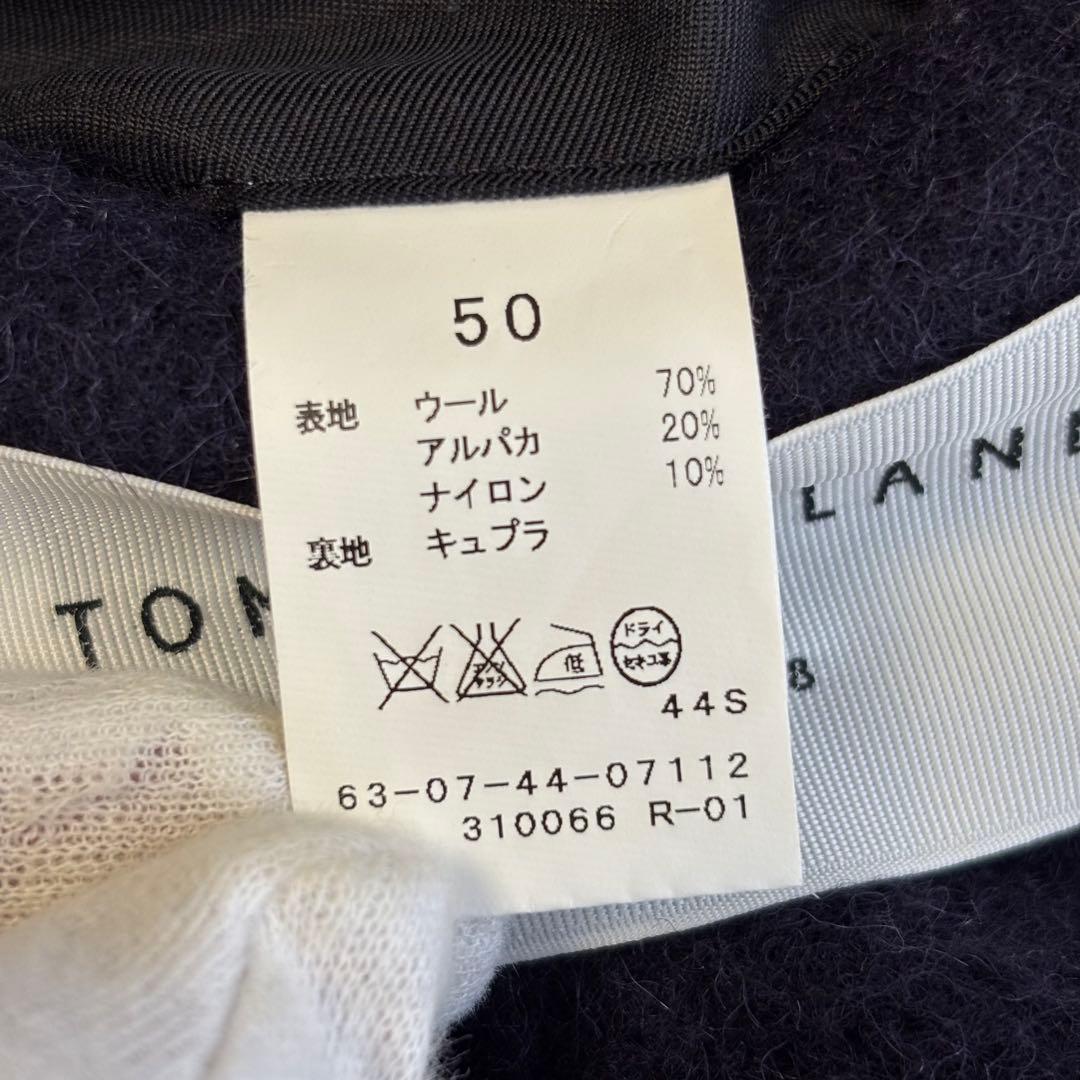 50
表地 ウール 70%
アルパカ 20%
ナイロン 10%
裏地 キュプラ
低
ドライ
セキユ系
44S
63-07-44-07112
310066 R-01
TOM
LANE
8